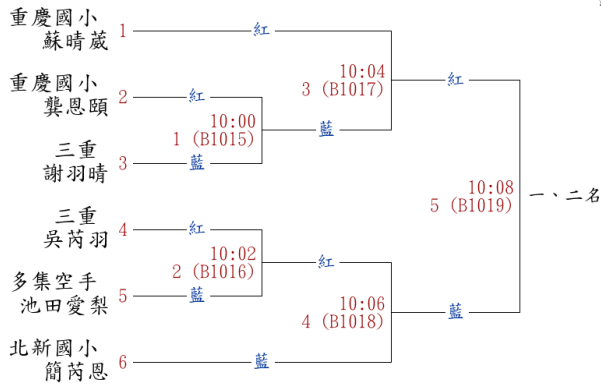 重慶國小
蘇晴葳 1
紅
重慶國小
龔恩頤 2
紅
10:00
1 (B1015)
藍
10:04
3 (B1017)
紅
三重
謝羽晴 3
藍
10:08
5 (B1019)
一、二名
三重
吳芮羽 4
紅
10:02
2 (B1016)
紅
多集空手
池田愛梨 5
藍
10:06
4 (B1018)
藍
北新國小
簡芮恩 6
藍